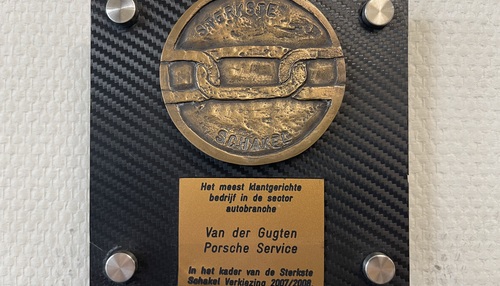 STERKSTE
SCHAKEL
Het meest klantgerichte
bedrijf in de sector
autobranche
Van der Gugten
Porsche Service
In het kader van de Sterkste
Schakel Verkiezing 2007/2008